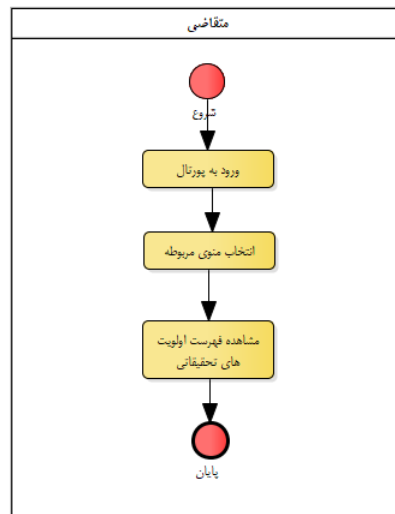 متقاضی
شروع
ورود به پورتال
انتخاب منوی مربوطه
مشاهده فهرست اولویت
های تحقیقاتی
پایان